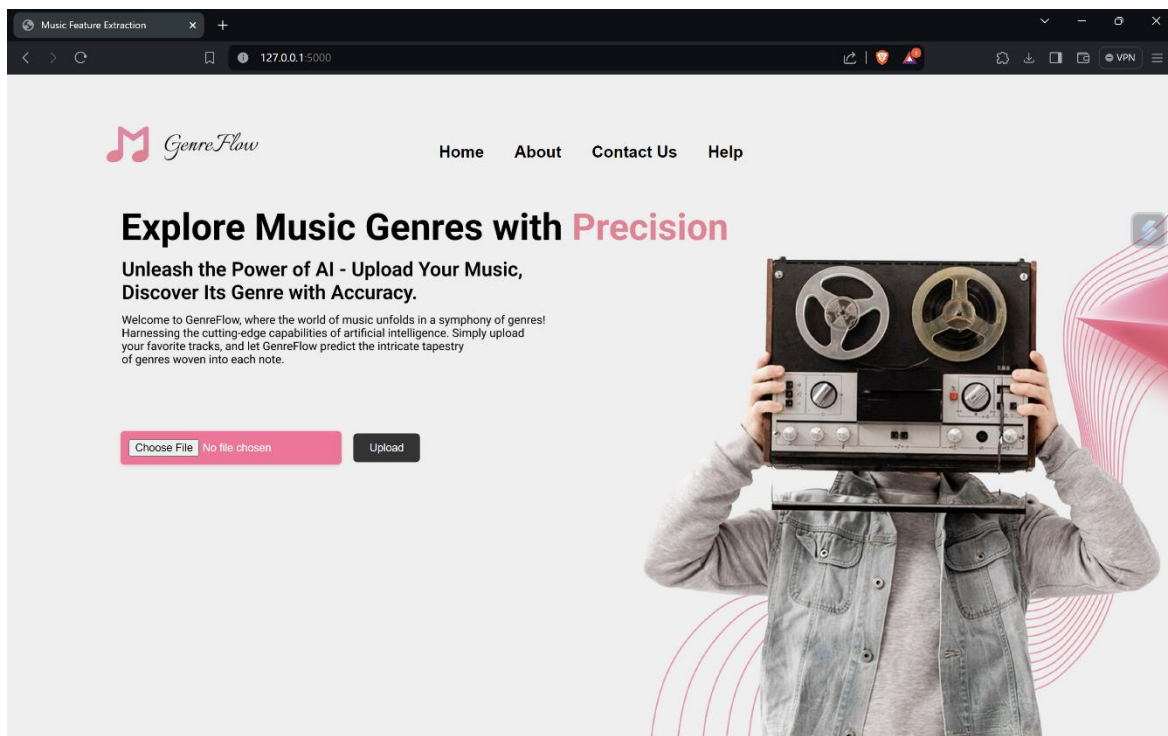 Music Feature Extraction
127.0.0.1:5000
VPN
GenreFlow
Home About Contact Us Help
Explore Music Genres with Precision
Unleash the Power of AI - Upload Your Music,
Discover Its Genre with Accuracy.
Welcome to GenreFlow, where the world of music unfolds in a symphony of genres!
Harnessing the cutting-edge capabilities of artificial intelligence. Simply upload
your favorite tracks, and let GenreFlow predict the intricate tapestry
of genres woven into each note.
Choose File No file chosen Upload